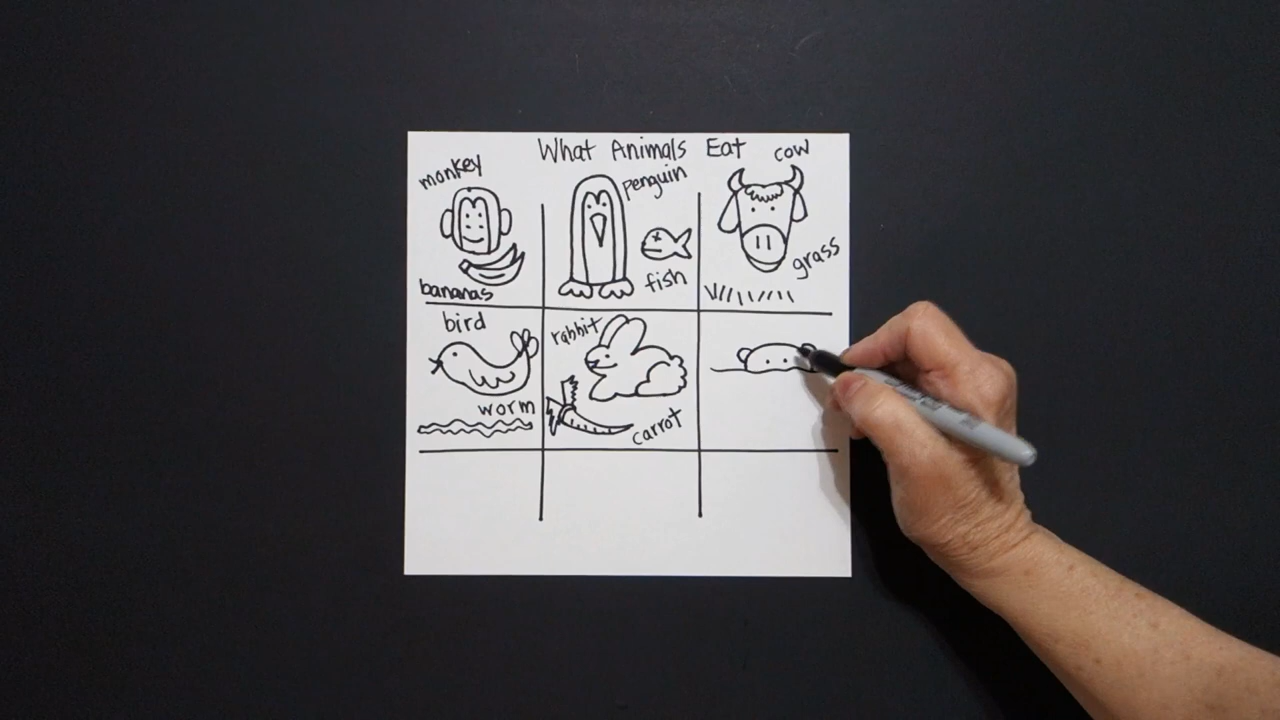 What Animals Eat
monkey
bananas
penguin
fish
cow
grass
bird
worm
rabbit
carrot